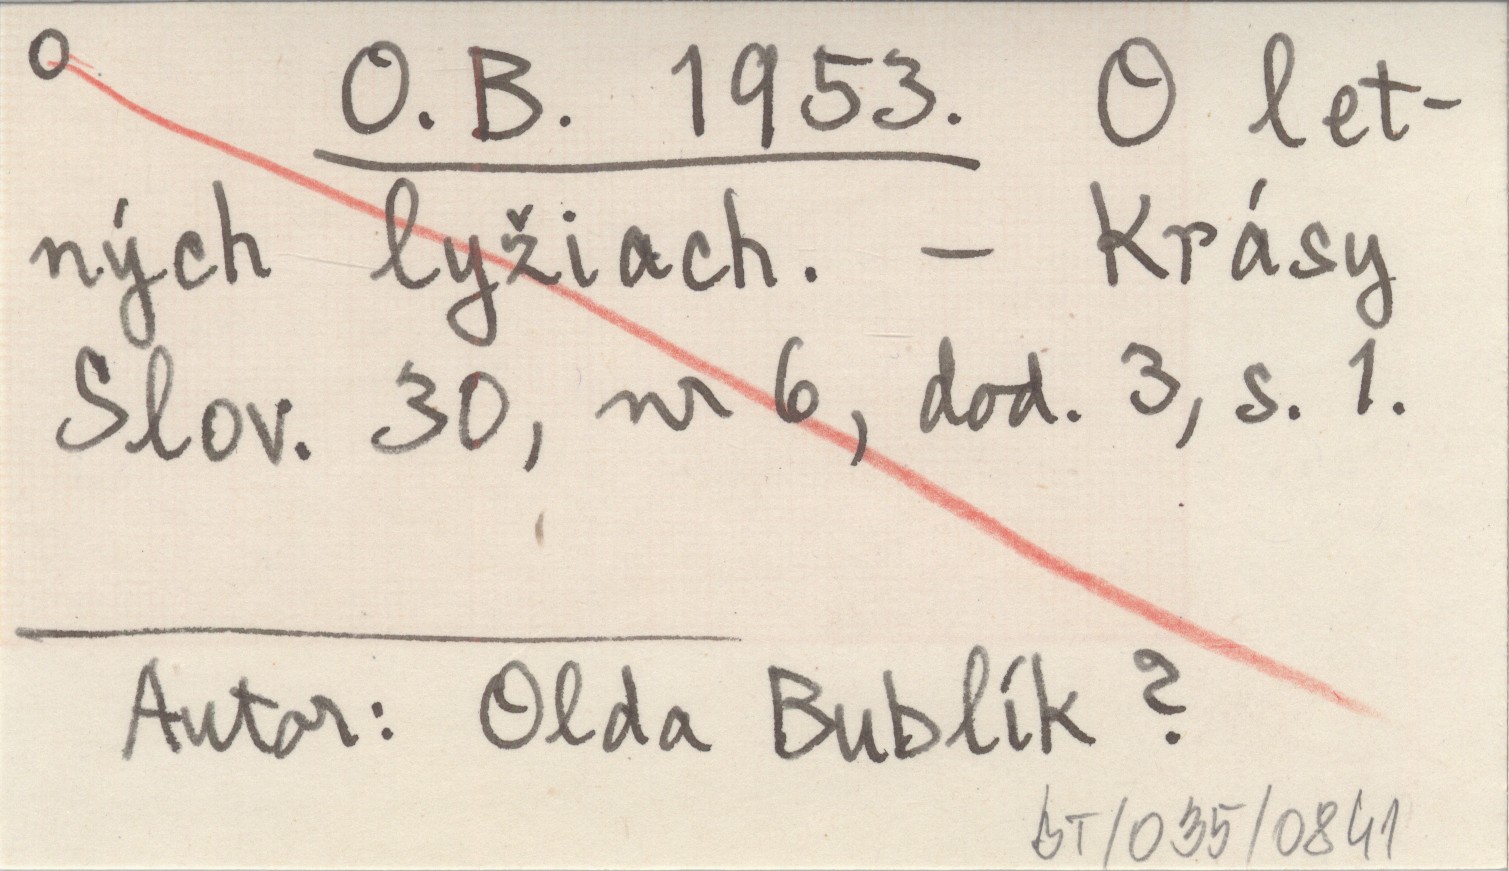 O O.B. 1953. O let-
ných lyžiach. – Krásy
Slov. 30, nr 6, dod. 3, s. 1.
Autor: Olda Bublík ?
BT/035/0841